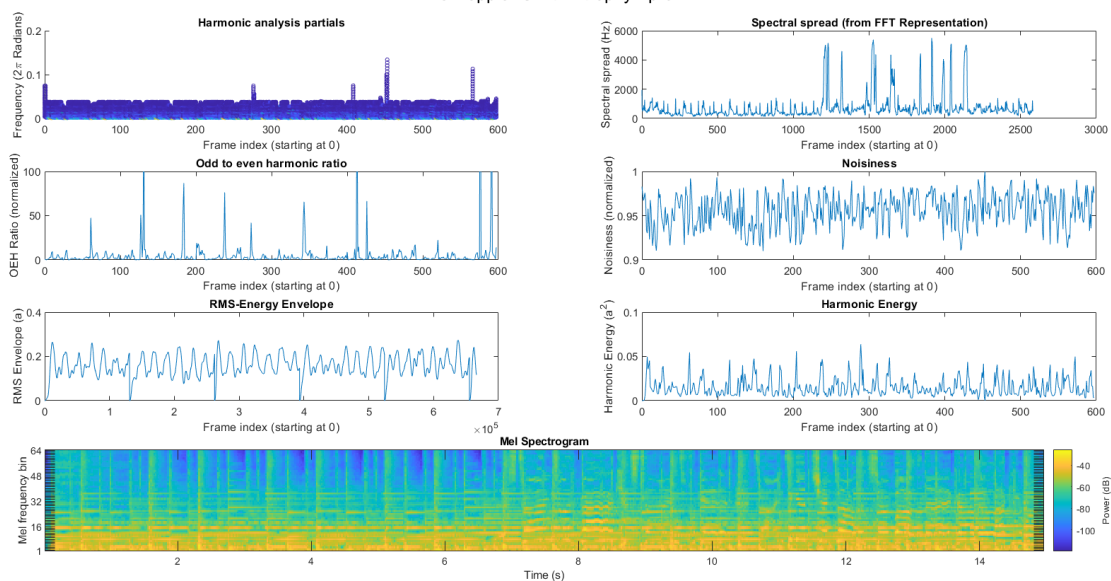 Harmonic analysis partials
Frequency (2π Radians)
0.2
0.1
0
0 100 200 300 400 500 600
Frame index (starting at 0)
Spectral spread (from FFT Representation)
Spectral spread (Hz)
6000
4000
2000
0
0 500 1000 1500 2000 2500 3000
Frame index (starting at 0)
Odd to even harmonic ratio
OEH Ratio (normalized)
100
50
0
0 100 200 300 400 500 600
Frame index (starting at 0)
Noisiness
Noisiness (normalized)
1
0.95
0.9
0 100 200 300 400 500 600
Frame index (starting at 0)
RMS-Energy Envelope
RMS Envelope (a)
0.4
0.2
0
0 1 2 3 4 5 6 7
Frame index (starting at 0)
×10⁵
Harmonic Energy
Harmonic Energy (a²)
0.1
0.05
0
0 100 200 300 400 500 600
Frame index (starting at 0)
Mel Spectrogram
Mel frequency bin
64
48
32
16
1
2 4 6 8 10 12 14
Time (s)
-40
-60
-80
-100
Power (dB)